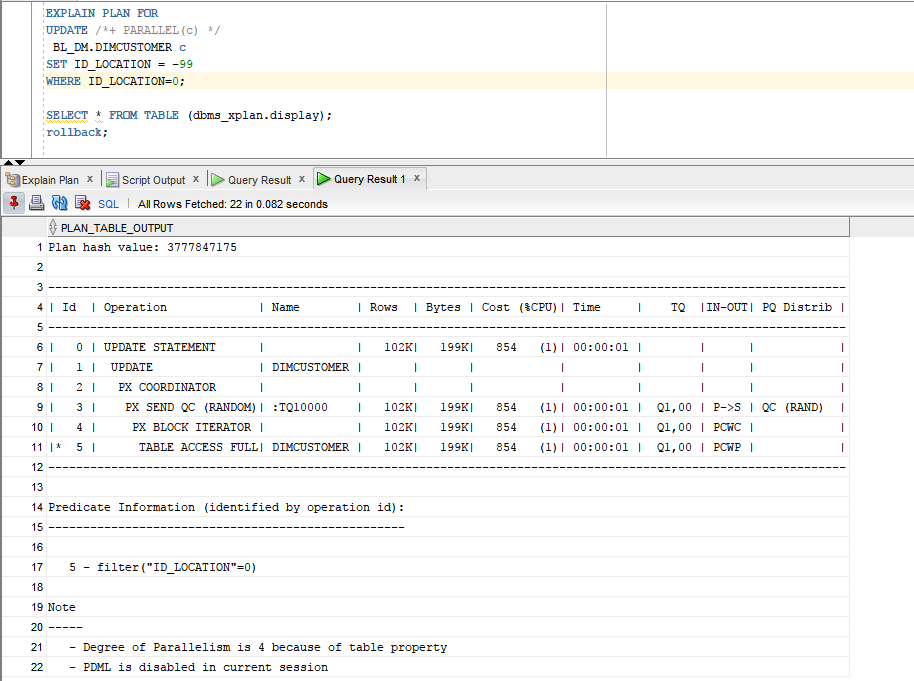 EXPLAIN PLAN FOR
UPDATE /*+ PARALLEL(c) */
BL_DM.DIMCUSTOMER c
SET ID_LOCATION = -99
WHERE ID_LOCATION=0;
SELECT * FROM TABLE (dbms_xplan.display);
rollback;
Explain Plan x Script Output x Query Result x Query Result 1 x
SQL | All Rows Fetched: 22 in 0.082 seconds
PLAN_TABLE_OUTPUT
1 Plan hash value: 3777847175
2
3 ------------------------------------------------------------------------------------------------------------------
4 | Id | Operation | Name | Rows | Bytes | Cost (%CPU)| Time | TQ |IN-OUT| PQ Distrib |
5 ------------------------------------------------------------------------------------------------------------------
6 | 0 | UPDATE STATEMENT | | 102K| 199K| 854 (1)| 00:00:01 | | | |
7 | 1 | UPDATE | DIMCUSTOMER | | | | | | | |
8 | 2 | PX COORDINATOR | | | | | | | | |
9 | 3 | PX SEND QC (RANDOM)| :TQ10000 | 102K| 199K| 854 (1)| 00:00:01 | Q1,00 | P->S | QC (RAND) |
10 | 4 | PX BLOCK ITERATOR | | 102K| 199K| 854 (1)| 00:00:01 | Q1,00 | PCWC | |
11 |* 5 | TABLE ACCESS FULL| DIMCUSTOMER | 102K| 199K| 854 (1)| 00:00:01 | Q1,00 | PCWP | |
12 ------------------------------------------------------------------------------------------------------------------
13
14 Predicate Information (identified by operation id):
15 ---------------------------------------------------
16
17 5 - filter("ID_LOCATION"=0)
18
19 Note
20 -----
21 - Degree of Parallelism is 4 because of table property
22 - PDML is disabled in current session